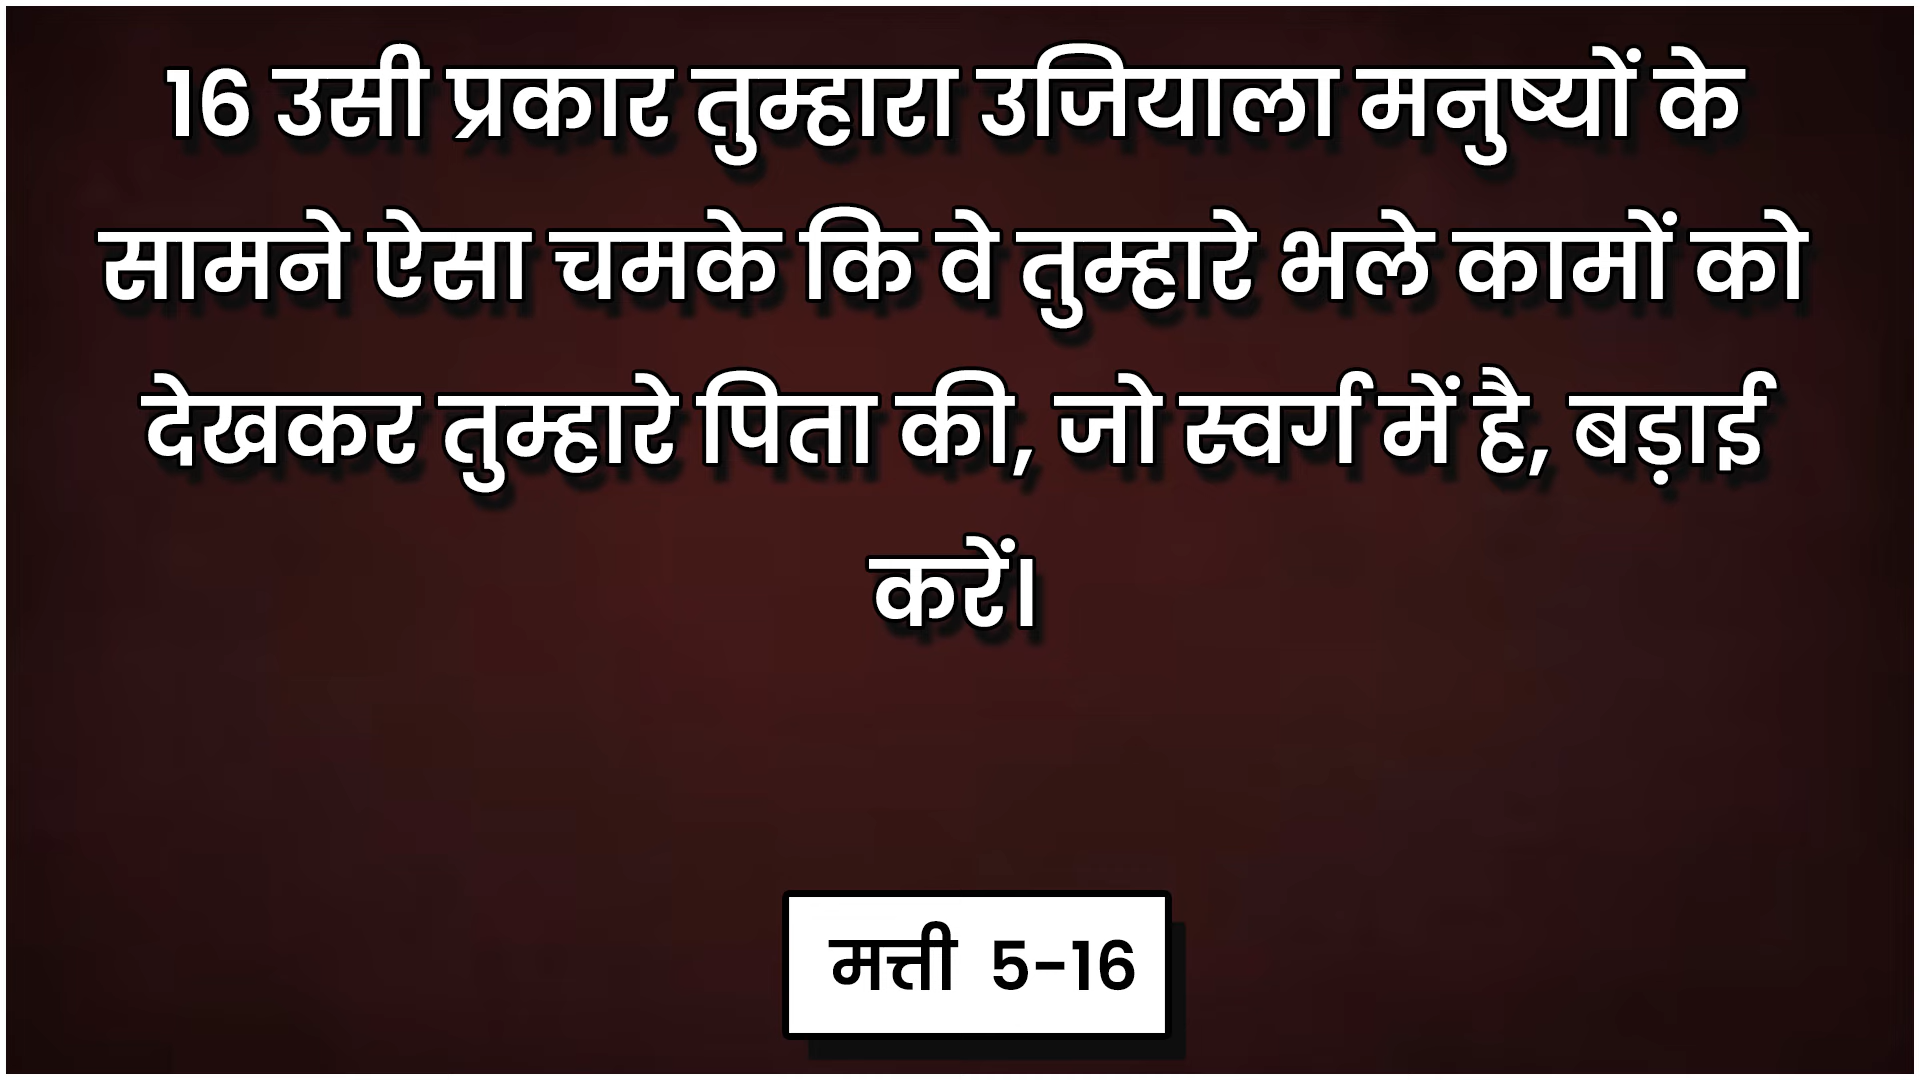 16 उसी प्रकार तुम्हारा उजियाला मनुष्यों के
सामने ऐसा चमके कि वे तुम्हारे भले कामों को
देखकर तुम्हारे पिता की, जो स्वर्ग में है, बड़ाई
करें।
मत्ती 5-16